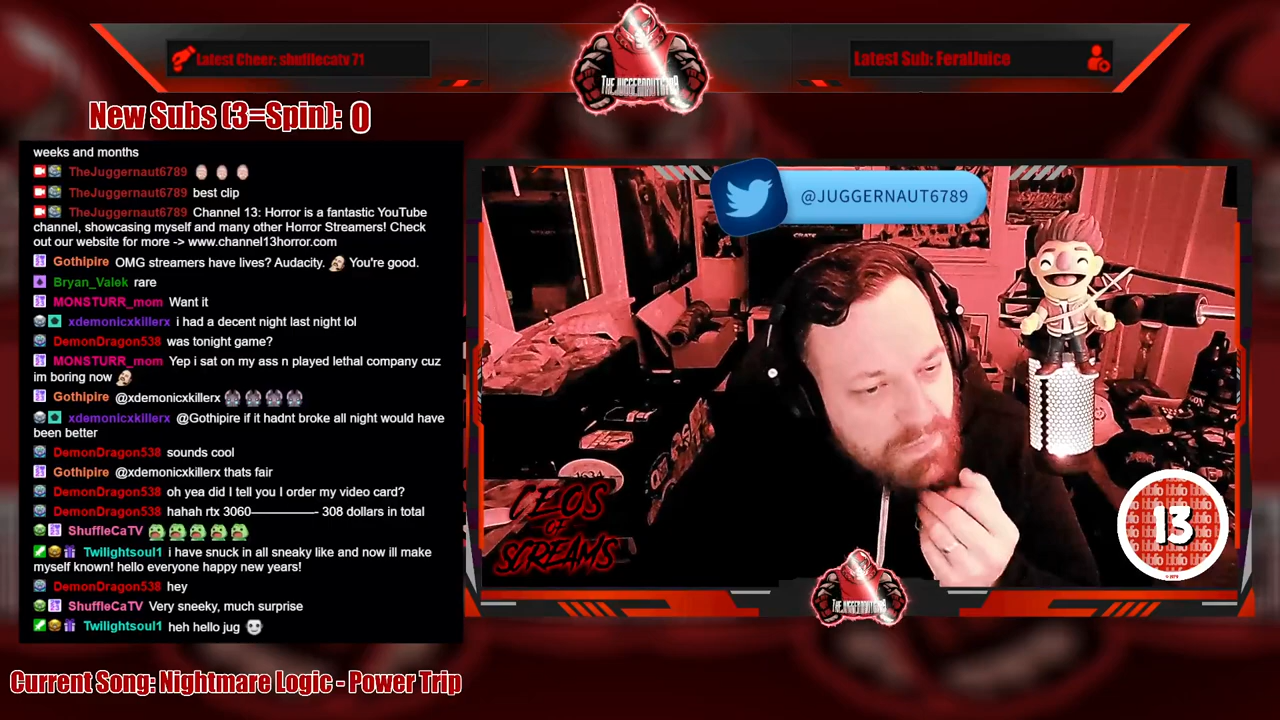 Latest Cheer: shufflecatv 71
Latest Sub: FeralJuice
THEJUGGERNAUT6789
New Subs (3=Spin): 0
weeks and months
TheJuggernaut6789
TheJuggernaut6789 best clip
TheJuggernaut6789 Channel 13: Horror is a fantastic YouTube
channel, showcasing myself and many other Horror Streamers! Check
out our website for more -> www.channel13horror.com
Gothipire OMG streamers have lives? Audacity. You're good.
Bryan_Valek rare
MONSTURR_mom Want it
xdemonicxkillerx i had a decent night last night lol
DemonDragon538 was tonight game?
MONSTURR_mom Yep i sat on my ass n played lethal company cuz
im boring now
Gothipire @xdemonicxkillerx
xdemonicxkillerx @Gothipire if it hadnt broke all night would have
been better
DemonDragon538 sounds cool
Gothipire @xdemonicxkillerx thats fair
DemonDragon538 oh yea did I tell you I order my video card?
DemonDragon538 hahah rtx 3060—————- 308 dollars in total
ShuffleCaTV
Twilightsoul1 i have snuck in all sneaky like and now ill make
myself known! hello everyone happy new years!
DemonDragon538 hey
ShuffleCaTV Very sneeky, much surprise
Twilightsoul1 heh hello jug
@JUGGERNAUT6789
CRATE
CEOS
OF
SCREAMS
13
THEJUGGERNAUT6789
Current Song: Nightmare Logic - Power Trip